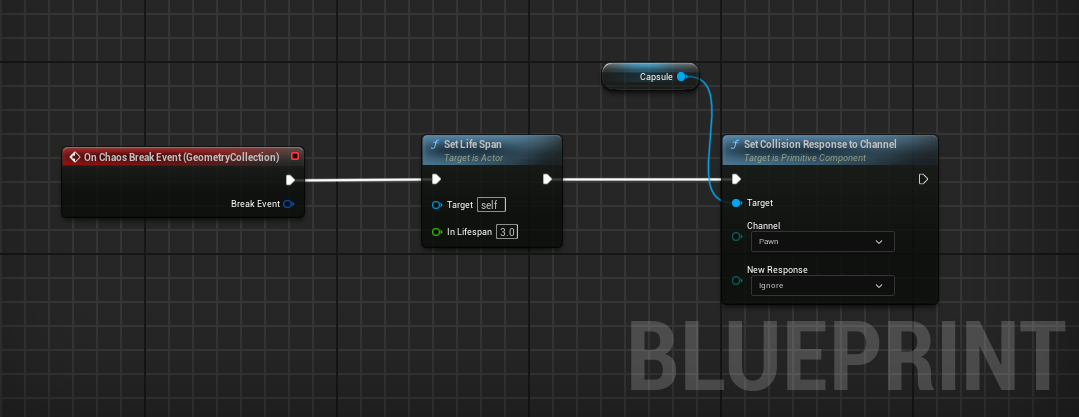 Capsule
On Chaos Break Event (GeometryCollection)
Break Event
f Set Life Span
Target is Actor
Target self
In Lifespan 3.0
f Set Collision Response to Channel
Target is Primitive Component
Target
Channel
Pawn
New Response
Ignore
BLUEPRINT